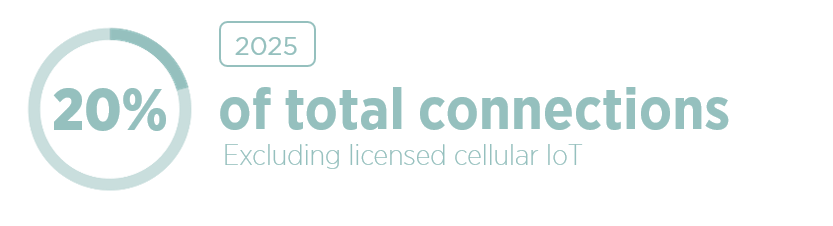 2025
20%
of total connections
Excluding licensed cellular IoT